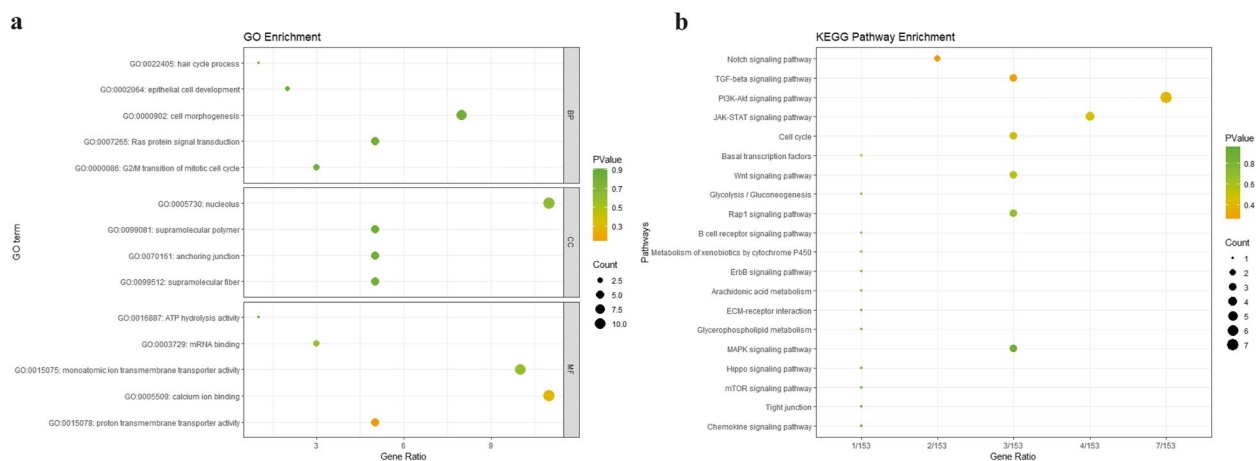 a
GO Enrichment
GO term
GO:0022405: hair cycle process
GO:0002064: epithelial cell development
GO:0000902: cell morphogenesis
GO:0007265: Ras protein signal transduction
GO:0000086: G2/M transition of mitotic cell cycle
BP
GO:0005730: nucleolus
GO:0099081: supramolecular polymer
GO:0070161: anchoring junction
GO:0099512: supramolecular fiber
CC
GO:0016887: ATP hydrolysis activity
GO:0003729: mRNA binding
GO:0015075: monoatomic ion transmembrane transporter activity
GO:0005509: calcium ion binding
GO:0015078: proton transmembrane transporter activity
MF
3 6 9
Gene Ratio
PValue
0.9
0.7
0.5
0.3
Count
2.5
5.0
7.5
10.0
b
KEGG Pathway Enrichment
Pathways
Notch signaling pathway
TGF-beta signaling pathway
PI3K-Akt signaling pathway
JAK-STAT signaling pathway
Cell cycle
Basal transcription factors
Wnt signaling pathway
Glycolysis / Gluconeogenesis
Rap1 signaling pathway
B cell receptor signaling pathway
Metabolism of xenobiotics by cytochrome P450
ErbB signaling pathway
Arachidonic acid metabolism
ECM-receptor interaction
Glycerophospholipid metabolism
MAPK signaling pathway
Hippo signaling pathway
mTOR signaling pathway
Tight junction
Chemokine signaling pathway
1/153 2/153 3/153 4/153 7/153
Gene Ratio
PValue
0.8
0.6
0.4
Count
1
2
3
4
5
6
7